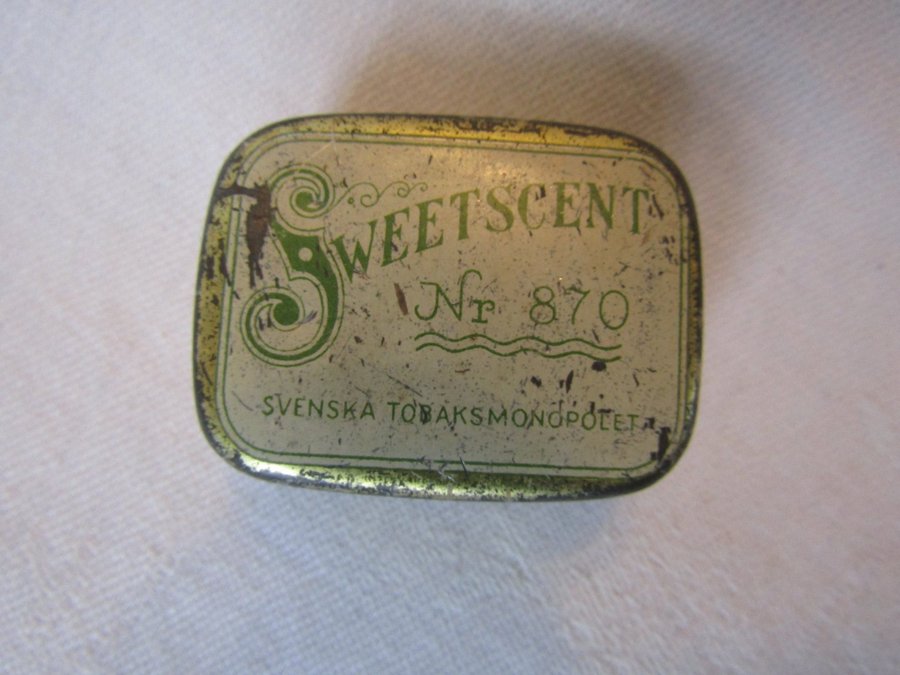 SWEETSCENT
Nr 870
SVENSKA TOBAKSMONOPOLET